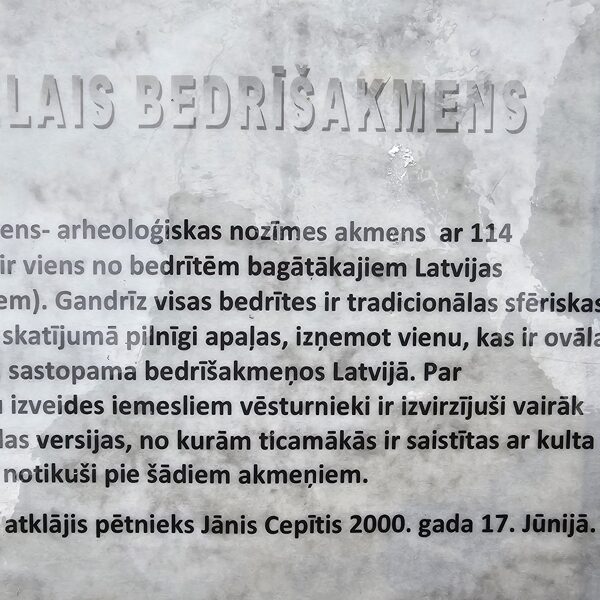 LAIS BEDRĪŠAKMENS
ens- arheoloģiskas nozīmes akmens ar 114
ir viens no bedrītēm bagātākajiem Latvijas
em). Gandrīz visas bedrītes ir tradicionālas sfēriskas
skatījumā pilnīgi apaļas, izņemot vienu, kas ir ovāla
sastopama bedrīšakmeņos Latvijā. Par
izveides iemesliem vēsturnieki ir izvirzījuši vairāk
las versijas, no kurām ticamākās ir saistītas ar kulta
notikuši pie šādiem akmeņiem.
atklājis pētnieks Jānis Cepītis 2000. gada 17. Jūnijā.